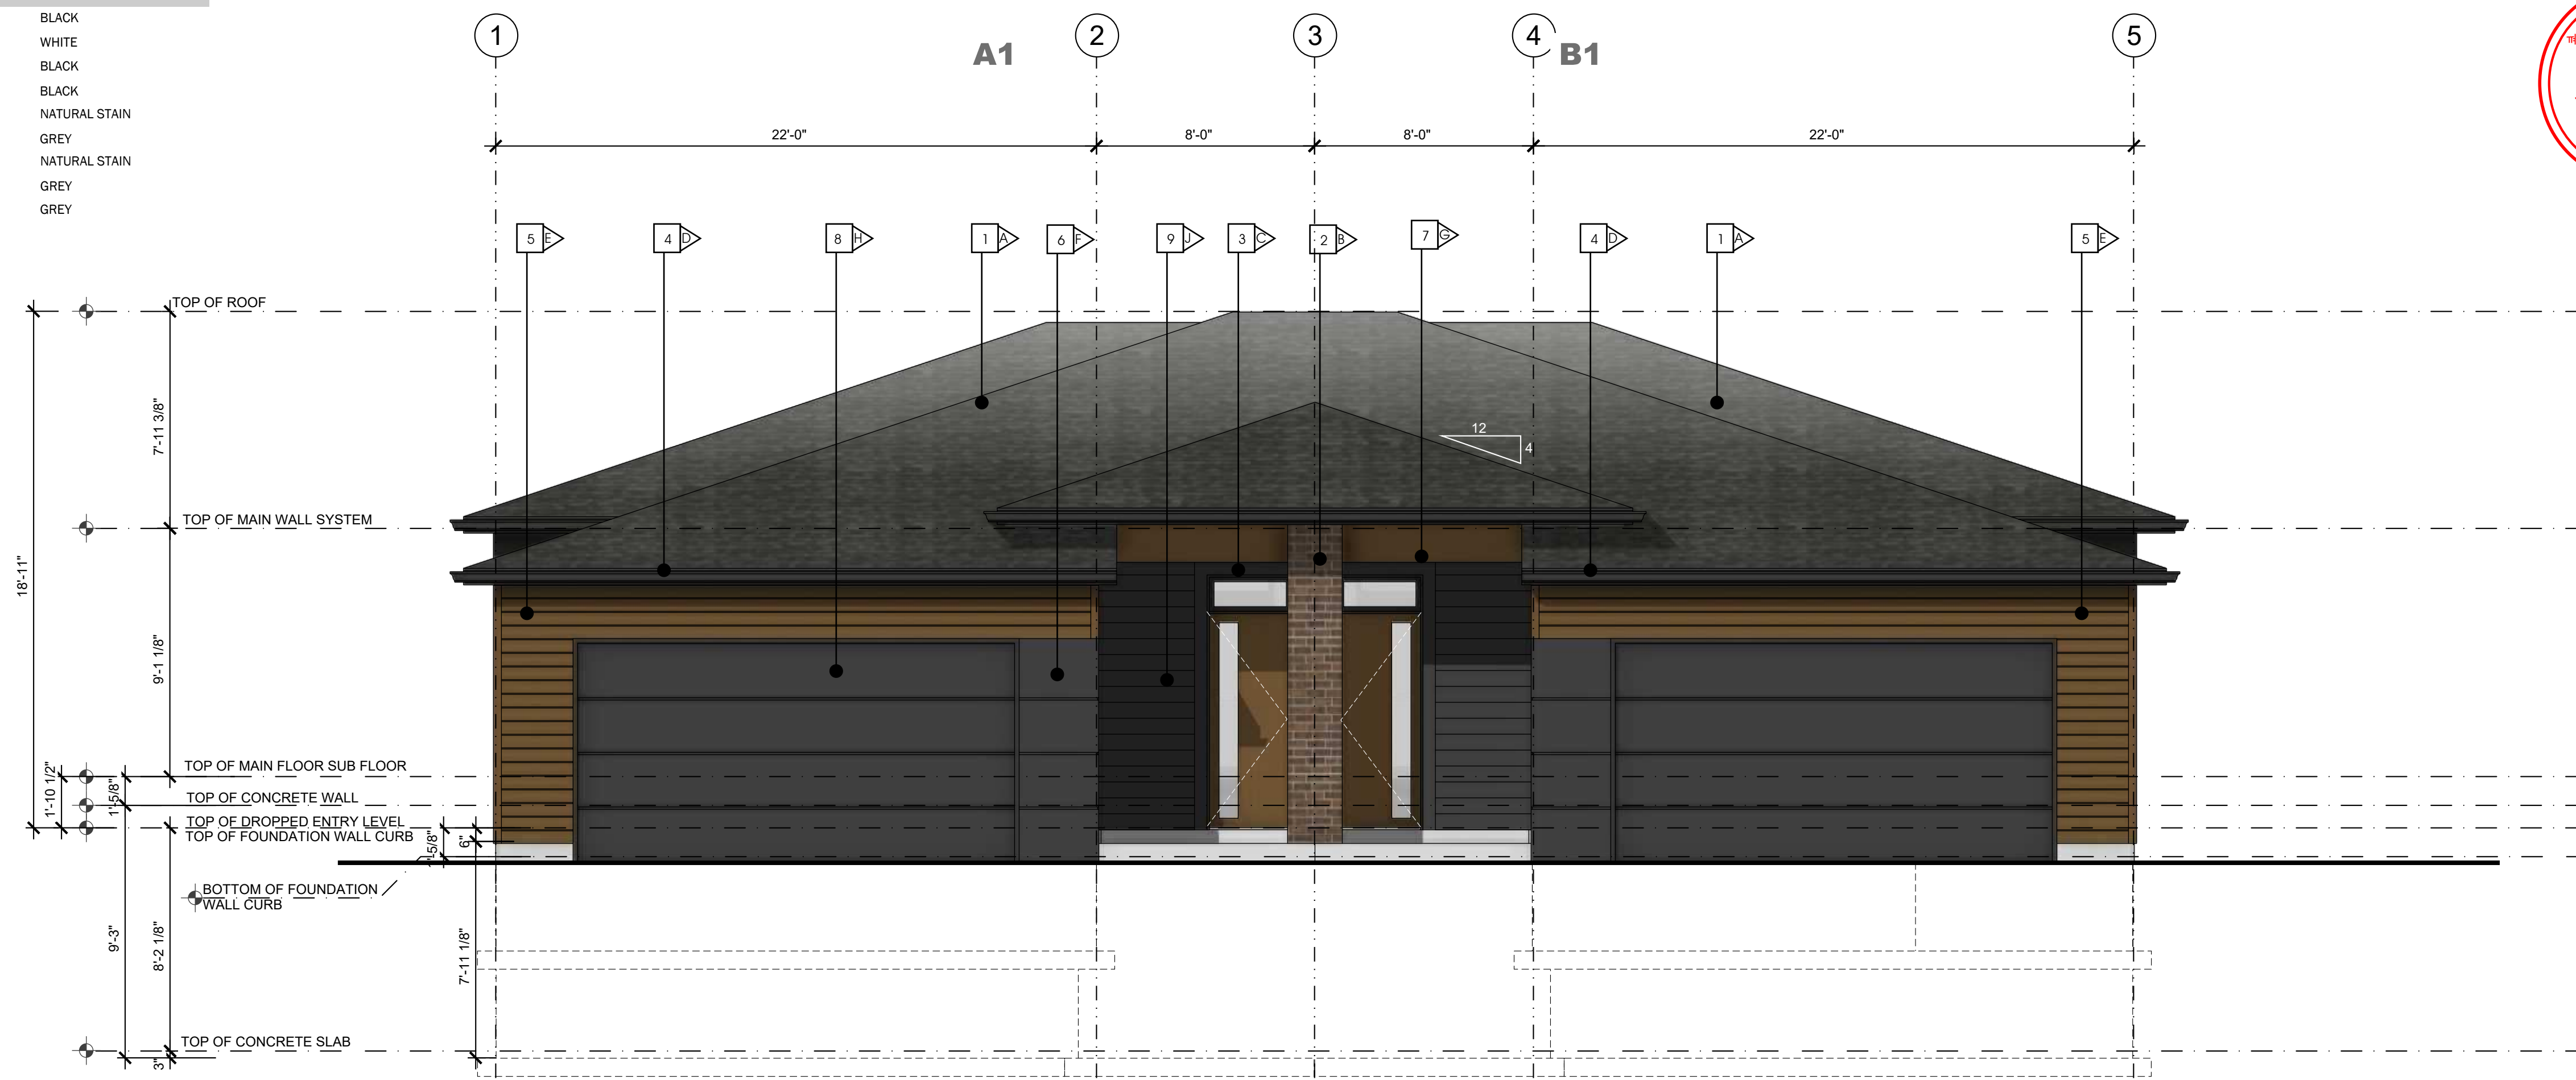 BLACK
WHITE
BLACK
BLACK
NATURAL STAIN
GREY
NATURAL STAIN
GREY
GREY
1
A1
2
3
4
B1
5
22'-0"
8'-0"
8'-0"
22'-0"
5 E
4 D
8 H
1 A
6 F
9 J
3 C
2 B
7 G
4 D
1 A
5 E
TOP OF ROOF
7'-11 3/8"
12
4
TOP OF MAIN WALL SYSTEM
18'-11"
9'-1 1/8"
TOP OF MAIN FLOOR SUB FLOOR
1'-10 1/2"
1'-5/8"
TOP OF CONCRETE WALL
TOP OF DROPPED ENTRY LEVEL
TOP OF FOUNDATION WALL CURB
6"
BOTTOM OF FOUNDATION
WALL CURB
9'-3"
8'-2 1/8"
7'-11 1/8"
TOP OF CONCRETE SLAB
3"